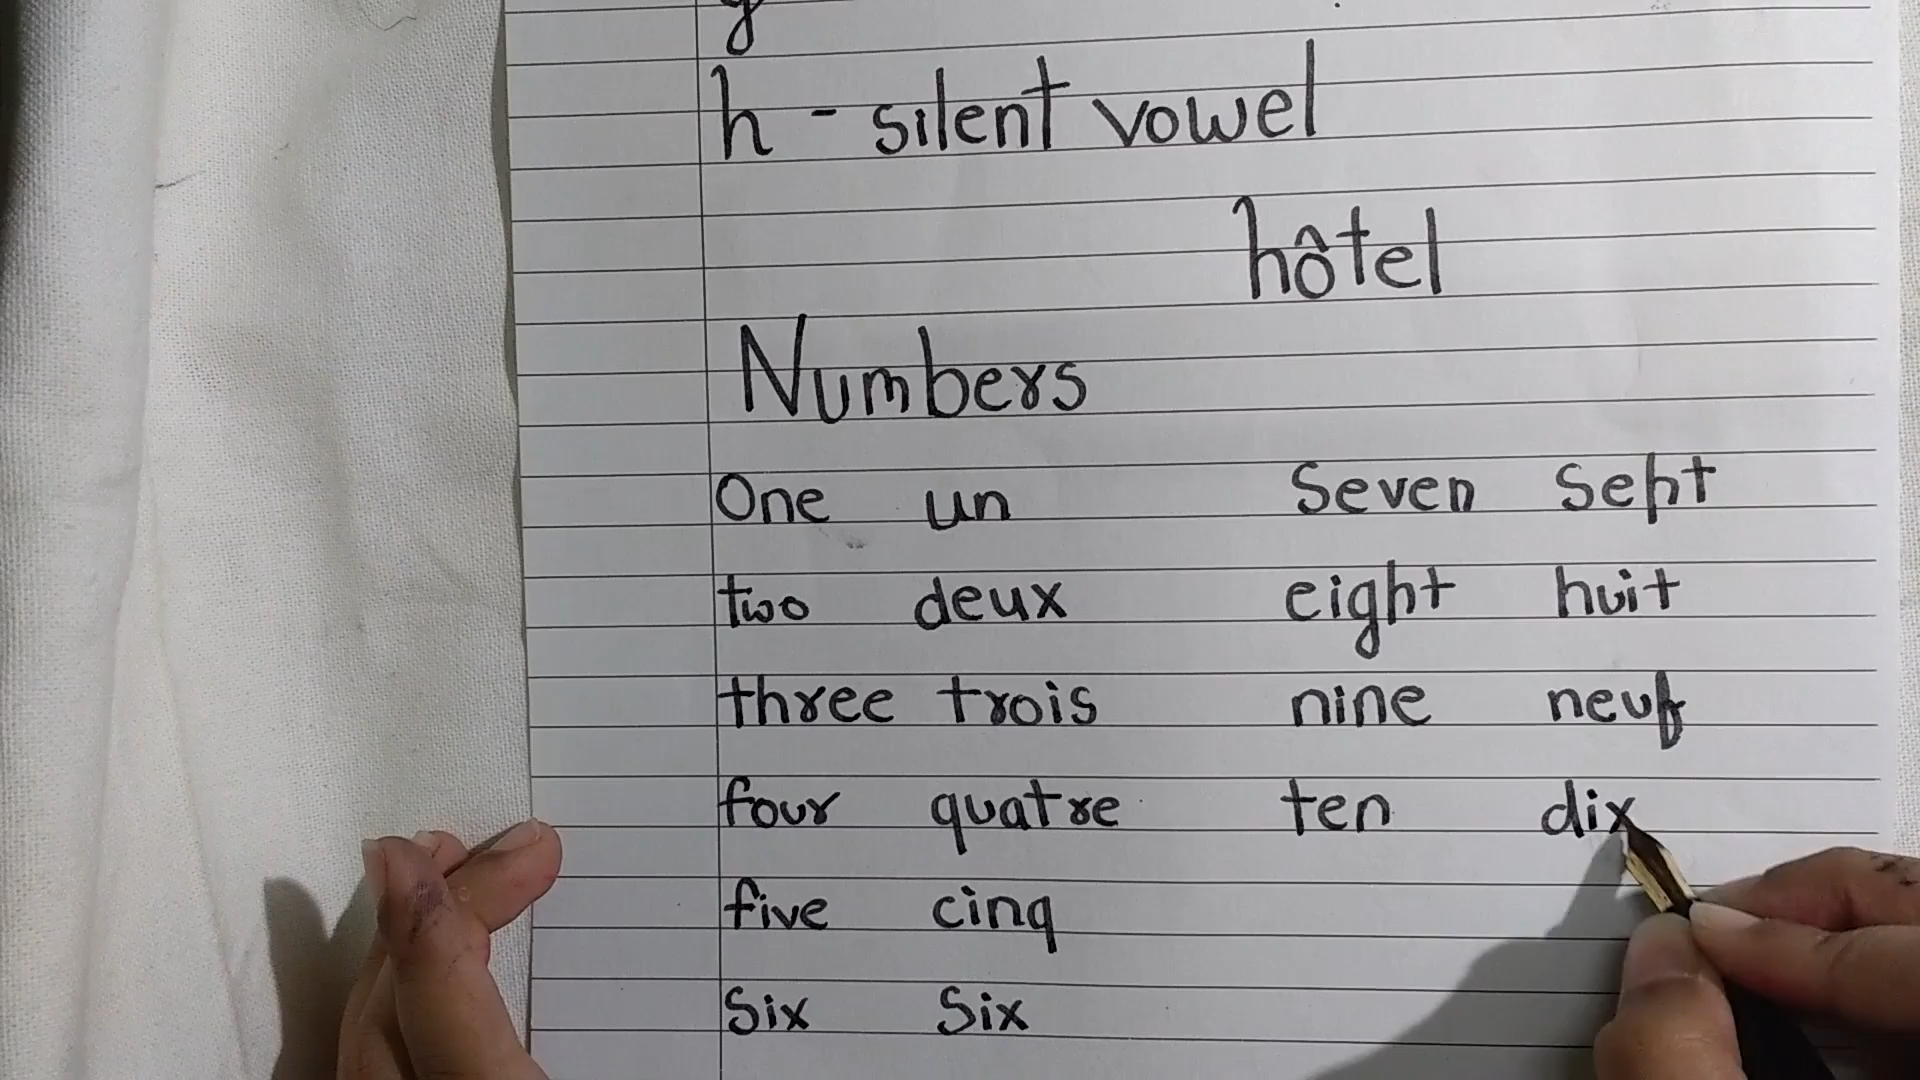 h - silent vowel
hôtel
Numbers
One un Seven Sept
two deux eight huit
three trois nine neuf
four quatre ten dix
five cinq
Six Six